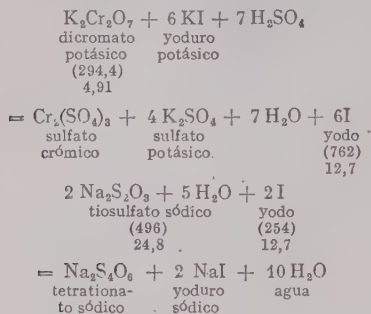 K₂Cr₂O₇ + 6 KI + 7 H₂SO₄
dicromato yoduro
potásico potásico
(294,4)
4,91
= Cr₂(SO₄)₃ + 4 K₂SO₄ + 7 H₂O + 6I
sulfato sulfato yodo
crómico potásico. (762)
12,7
2 Na₂S₂O₃ + 5 H₂O + 2 I
tiosulfato sódico yodo
(496) (254)
24,8 12,7
= Na₂S₄O₆ + 2 NaI + 10 H₂O
tetrationa- yoduro agua
to sódico sódico